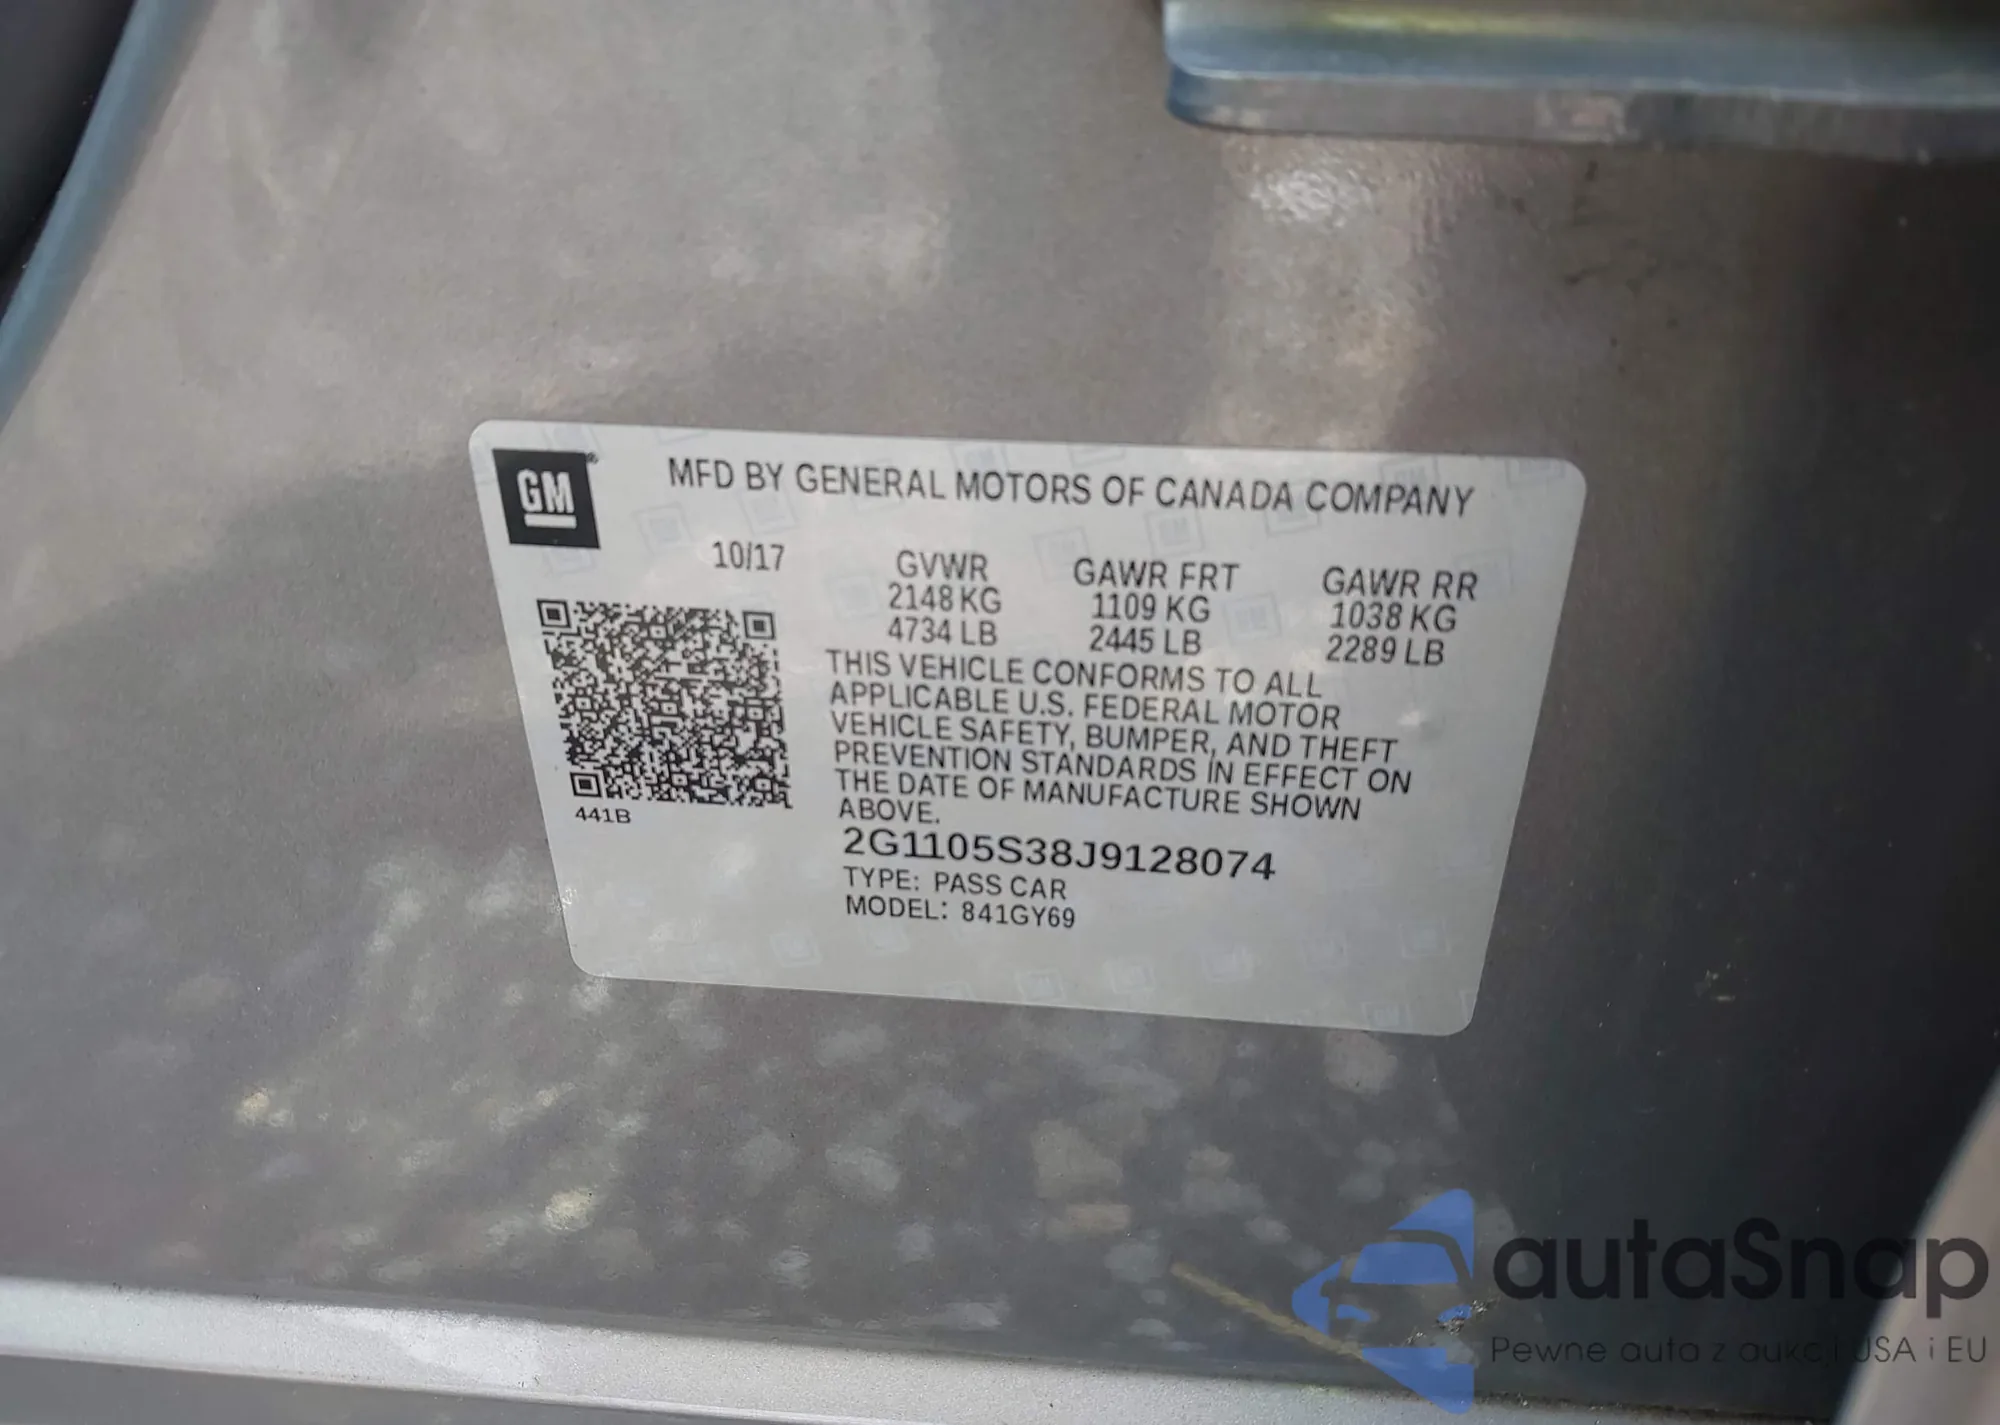 GM
MFD BY GENERAL MOTORS OF CANADA COMPANY
10/17 GVWR GAWR FRT GAWR RR
2148 KG 1109 KG 1038 KG
4734 LB 2445 LB 2289 LB
THIS VEHICLE CONFORMS TO ALL
APPLICABLE U.S. FEDERAL MOTOR
VEHICLE SAFETY, BUMPER, AND THEFT
PREVENTION STANDARDS IN EFFECT ON
THE DATE OF MANUFACTURE SHOWN
ABOVE.
441B
2G1105S38J9128074
TYPE: PASS CAR
MODEL: 841GY69
autaSnap
Pewne auta z aukcji USA i EU